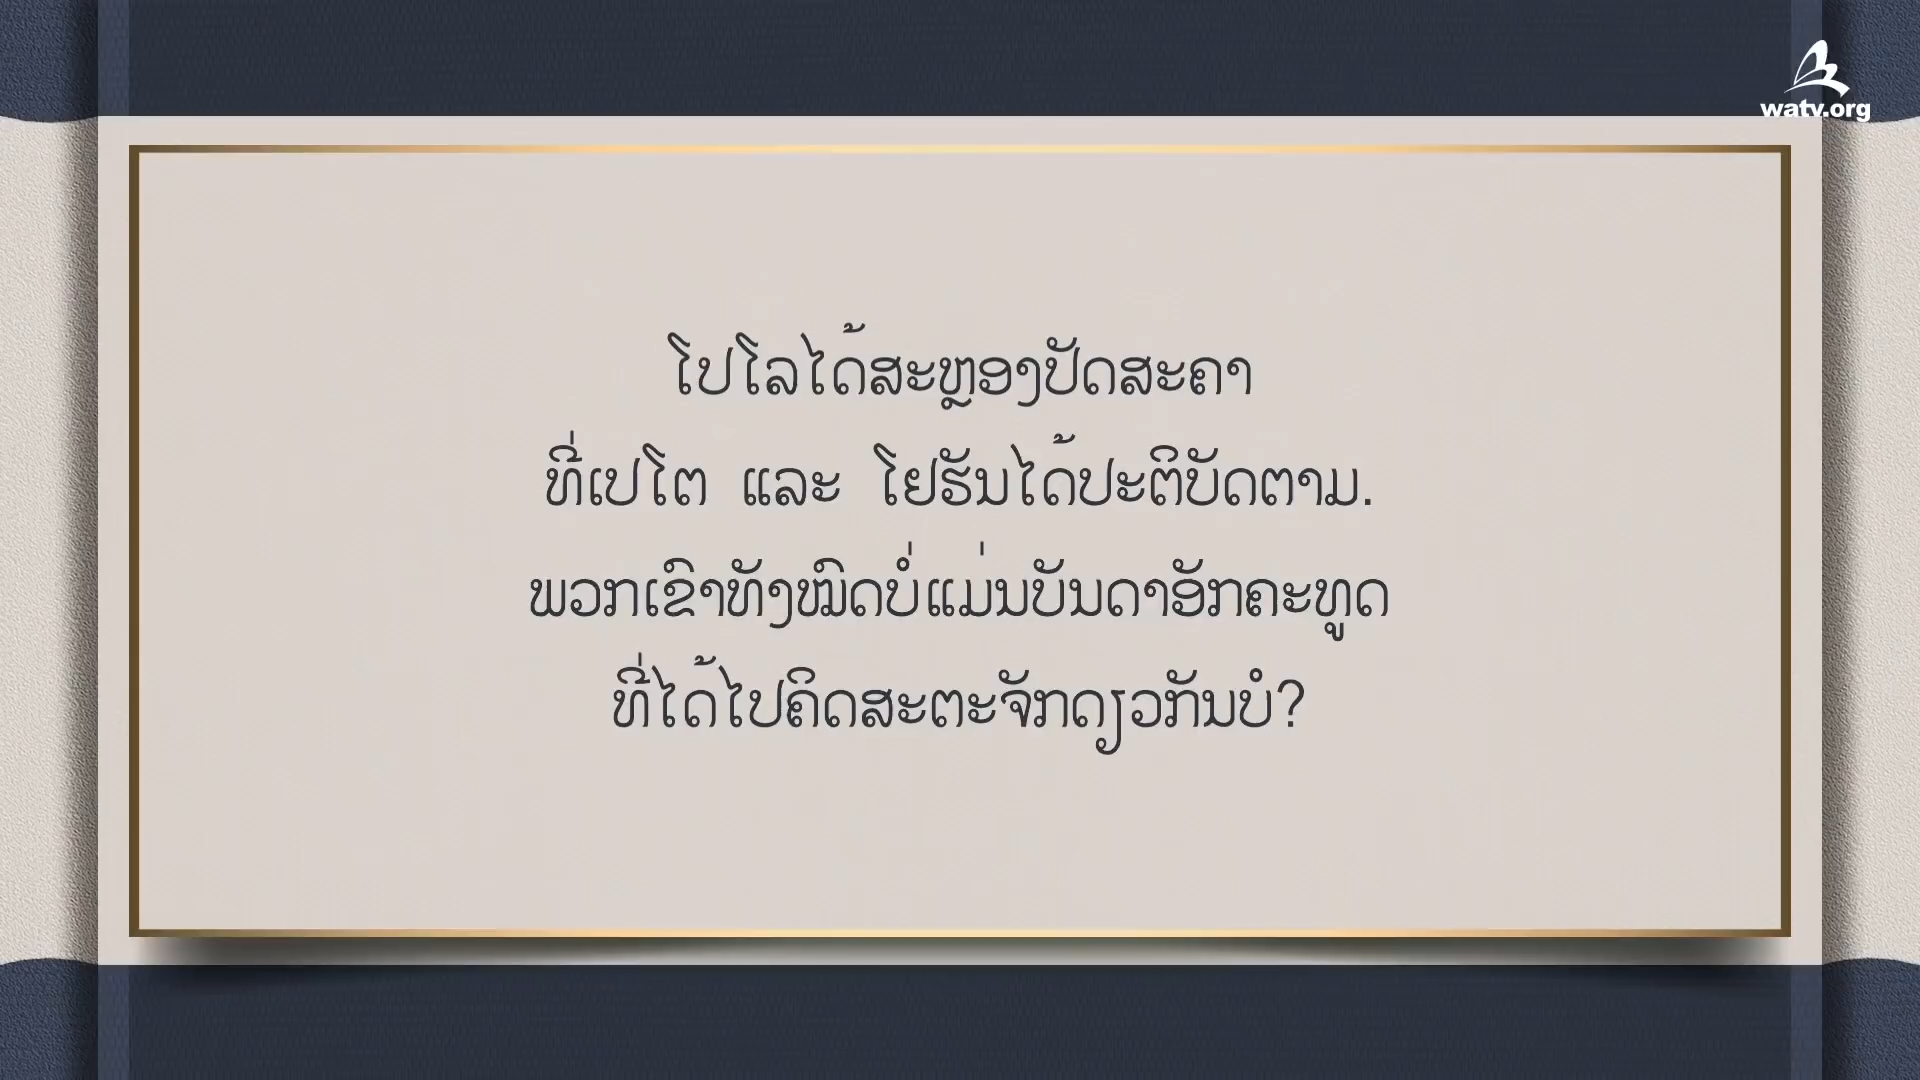 watv.org
ໂປໂລໄດ້ສະຫຼອງປັດສະຄາ
ທີ່ເປໂຕ ແລະ ໂຢຮັນໄດ້ປະຕິບັດຕາມ.
ພວກເຂົາທັງໝົດບໍ່ແມ່ນບັນດາອັກຄະທູດ
ທີ່ໄດ້ໄປຄິດສະຕະຈັກດຽວກັນບໍ?